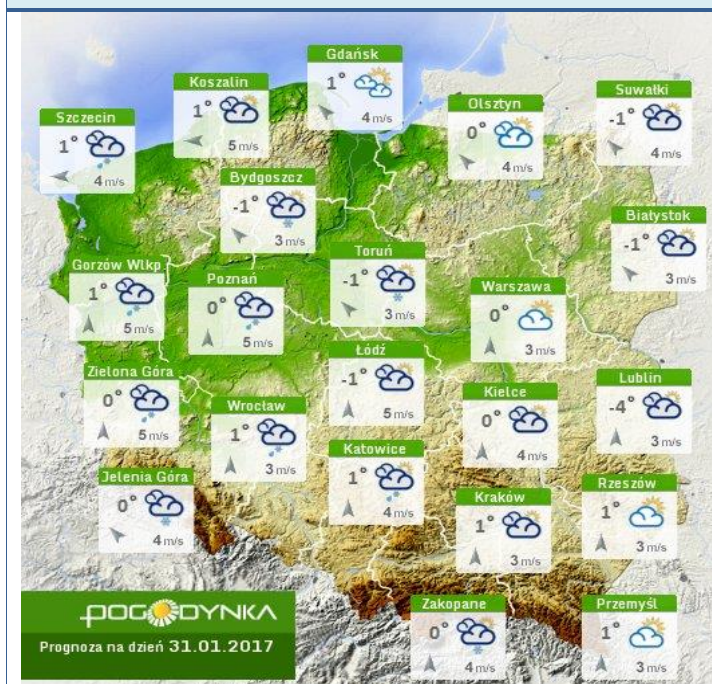 Gdańsk
1°
4 m/s
Koszalin
1°
5 m/s
Suwałki
-1°
4 m/s
Olsztyn
0°
4 m/s
Szczecin
1°
4 m/s
Bydgoszcz
-1°
3 m/s
Białystok
-1°
3 m/s
Toruń
-1°
3 m/s
Gorzów Wlkp
1°
5 m/s
Poznań
0°
5 m/s
Warszawa
0°
3 m/s
Łódź
-1°
5 m/s
Zielona Góra
0°
5 m/s
Lublin
-4°
3 m/s
Kielce
0°
4 m/s
Wrocław
1°
3 m/s
Katowice
1°
4 m/s
Jelenia Góra
0°
4 m/s
Rzeszów
1°
3 m/s
Kraków
1°
3 m/s
Zakopane
0°
4 m/s
Przemyśl
1°
3 m/s
POGODYNKA
Prognoza na dzień 31.01.2017